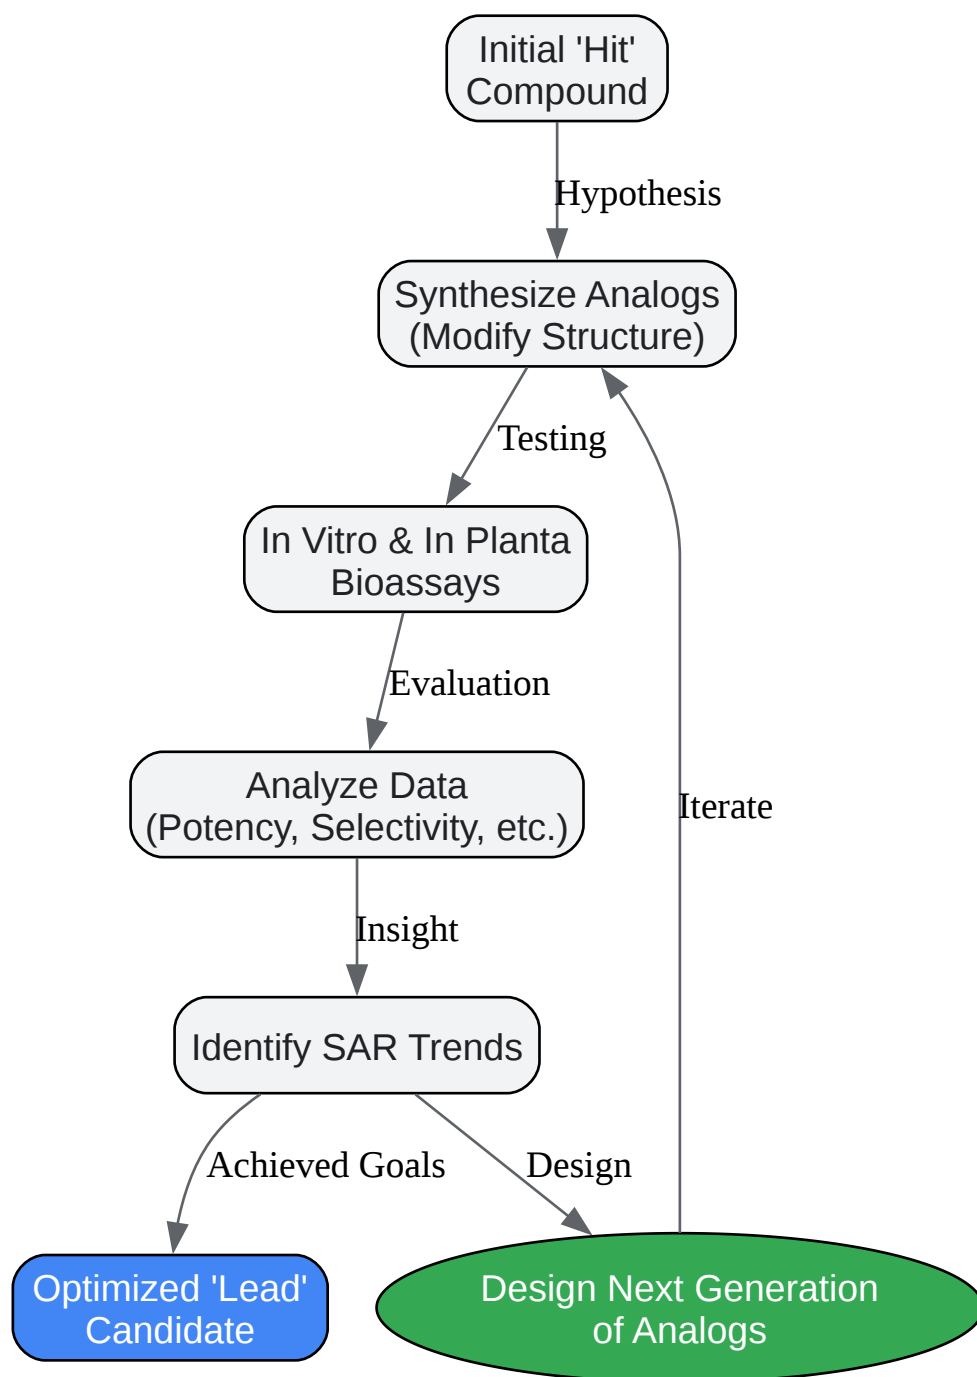 Initial 'Hit'
Compound
Hypothesis
Synthesize Analogs
(Modify Structure)
Testing
In Vitro & In Planta
Bioassays
Evaluation
Analyze Data
(Potency, Selectivity, etc.)
Iterate
Insight
Identify SAR Trends
Achieved Goals
Design
Optimized 'Lead'
Candidate
Design Next Generation
of Analogs